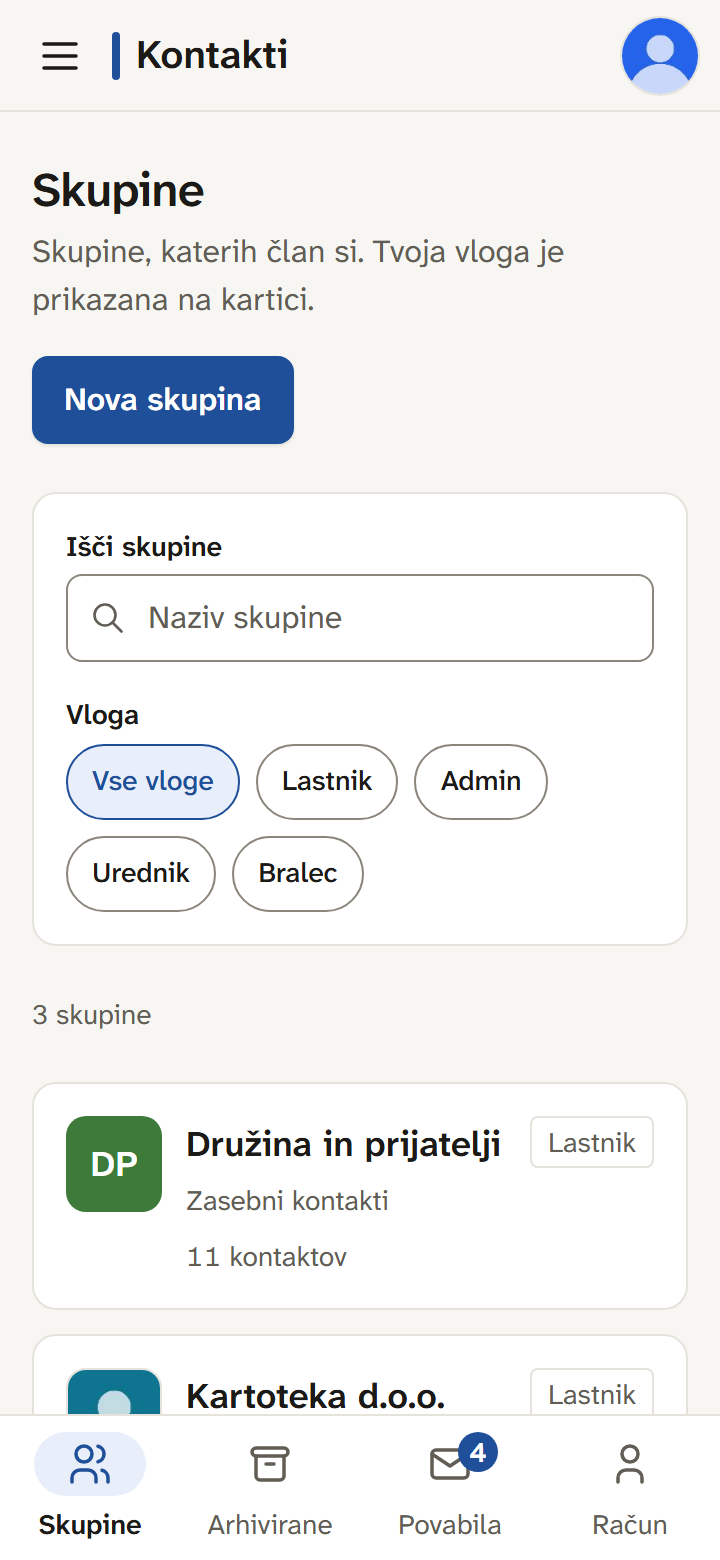 Kontakti
Skupine
Skupine, katerih član si. Tvoja vloga je
prikazana na kartici.
Nova skupina
Išči skupine
Naziv skupine
Vloga
Vse vloge
Lastnik
Admin
Urednik
Bralec
3 skupine
DP
Družina in prijatelji
Lastnik
Zasebni kontakti
11 kontaktov
Kartoteka d.o.o.
Lastnik
4
Skupine
Arhivirane
Povabila
Račun